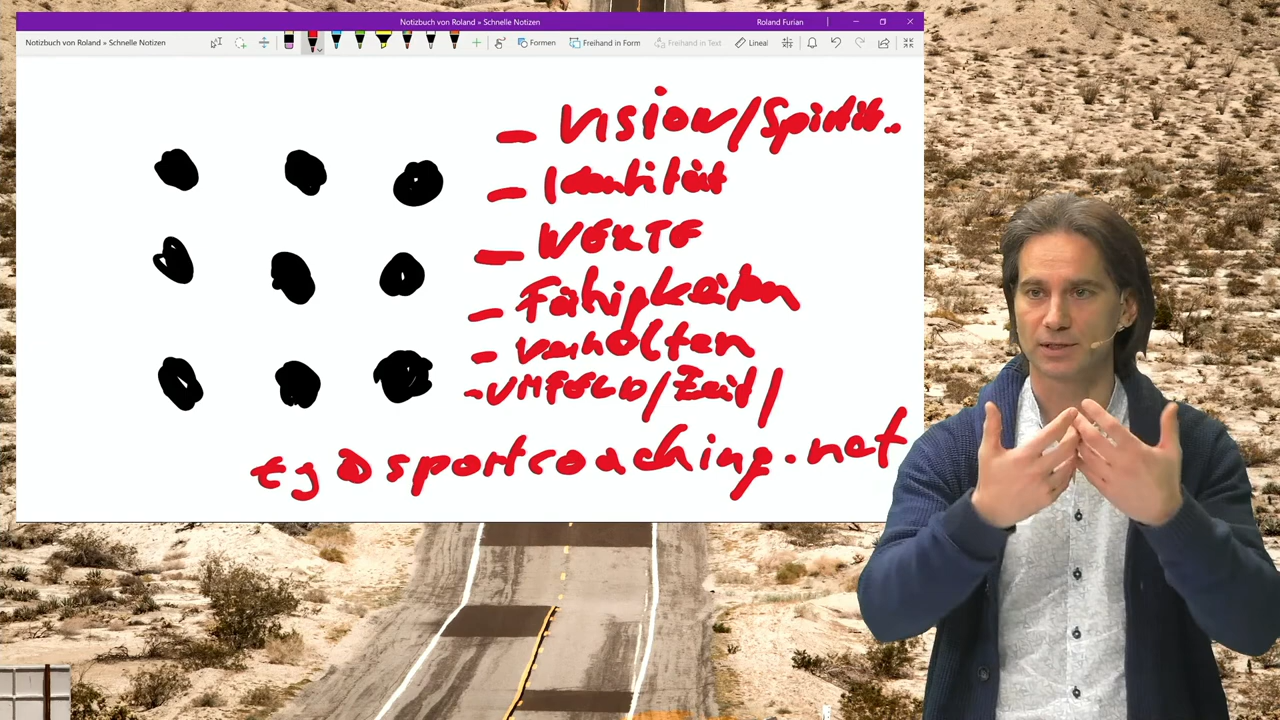 Notizbuch von Roland » Schnelle Notizen
Roland Furian
Notizbuch von Roland » Schnelle Notizen
Formen
Freihand in Form
Freihand in Text
Lineal
- Vision/Spirit..
- Identität
- WERTE
- Fähigkeiten
- Verhalten
- UMFELD/Zeit/
tg@sportcoaching.net